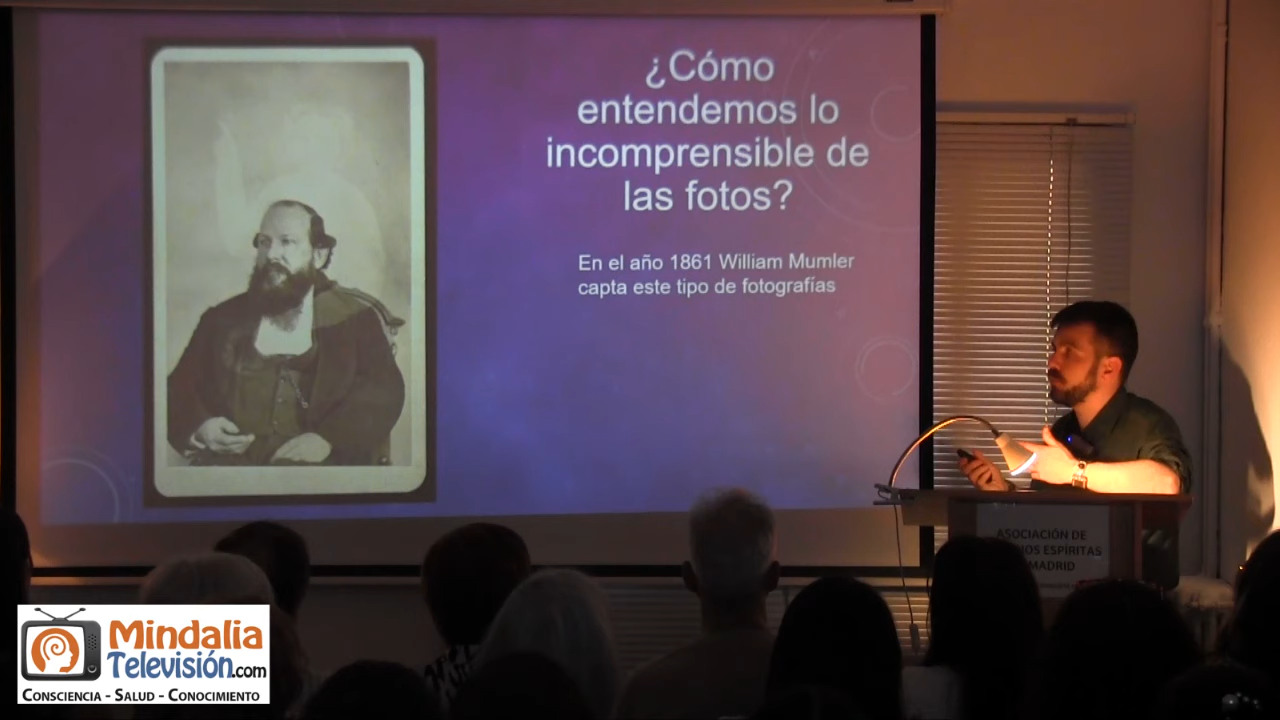 ¿Cómo
entendemos lo
incomprensible de
las fotos?
En el año 1861 William Mumler
capta este tipo de fotografías
ASOCIACIÓN DE
ESPÍRITAS
MADRID
Mindalia
Televisión.com
CONSCIENCIA - SALUD - CONOCIMIENTO